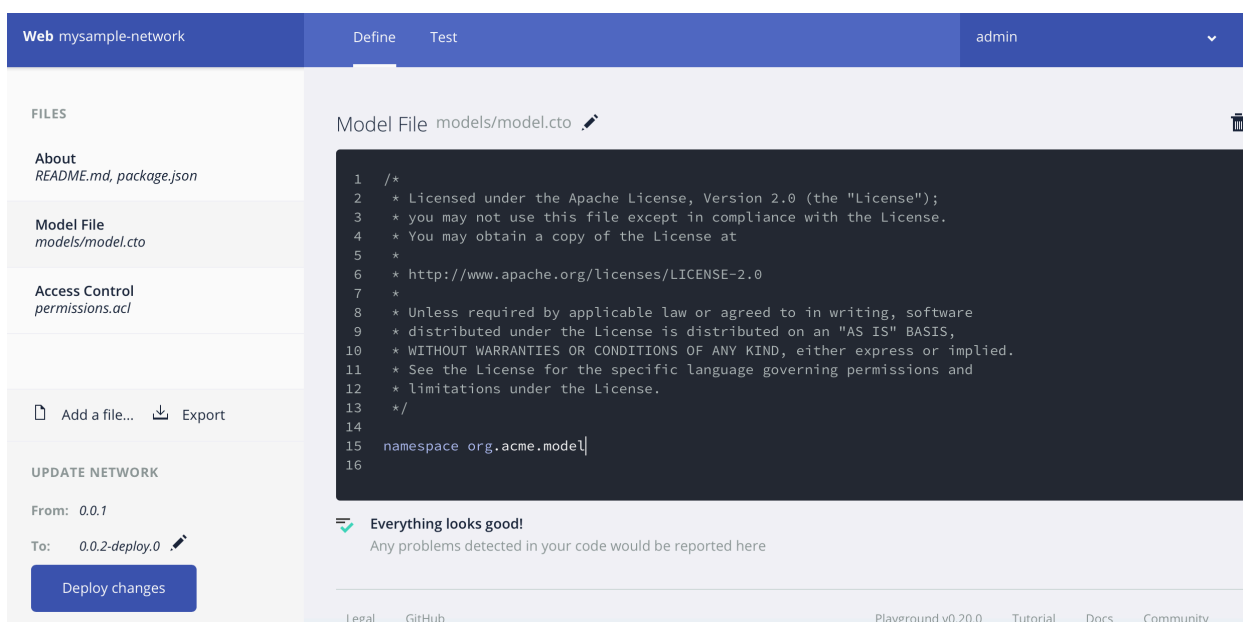 Web mysample-network
Define Test
admin
FILES
About
README.md, package.json
Model File
models/model.cto
Access Control
permissions.acl
Add a file... Export
UPDATE NETWORK
From: 0.0.1
To: 0.0.2-deploy.0
Deploy changes
Model File models/model.cto
1 /*
2 * Licensed under the Apache License, Version 2.0 (the "License");
3 * you may not use this file except in compliance with the License.
4 * You may obtain a copy of the License at
5 *
6 * http://www.apache.org/licenses/LICENSE-2.0
7 *
8 * Unless required by applicable law or agreed to in writing, software
9 * distributed under the License is distributed on an "AS IS" BASIS,
10 * WITHOUT WARRANTIES OR CONDITIONS OF ANY KIND, either express or implied.
11 * See the License for the specific language governing permissions and
12 * limitations under the License.
13 */
14
15 namespace org.acme.model
16
Everything looks good!
Any problems detected in your code would be reported here
Legal GitHub Playground v0.20.0 Tutorial Docs Community